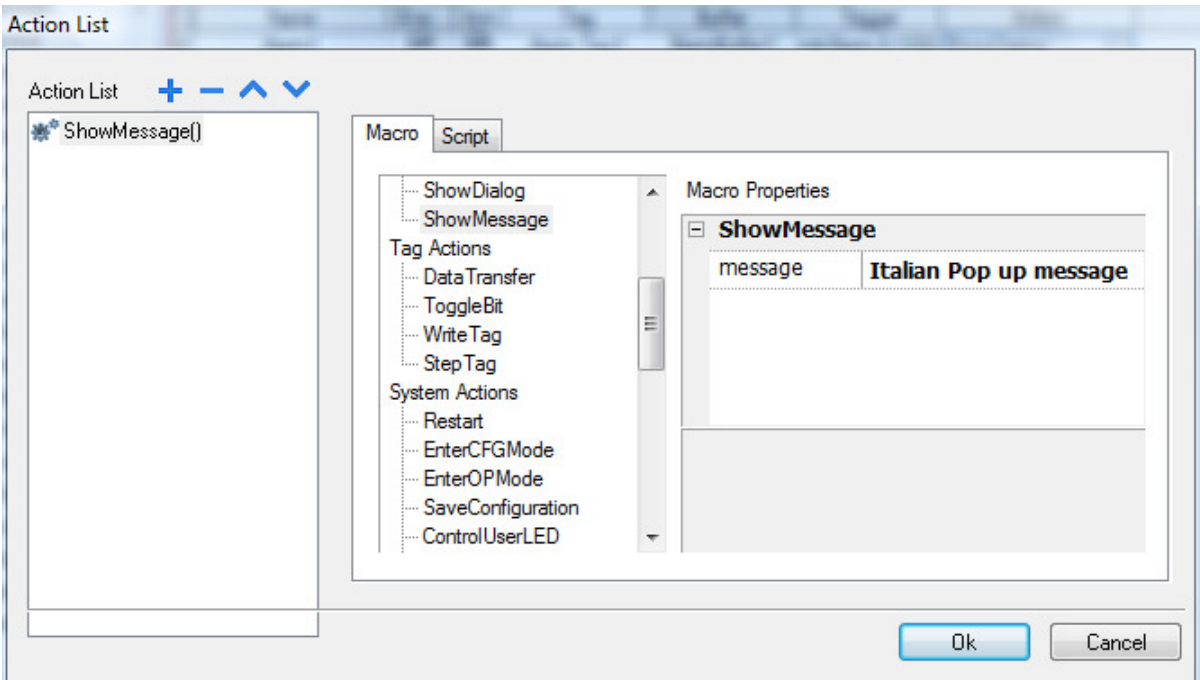 Action List
Action List
ShowMessage()
Macro
Script
ShowDialog
ShowMessage
Tag Actions
DataTransfer
ToggleBit
WriteTag
StepTag
System Actions
Restart
EnterCFGMode
EnterOPMode
SaveConfiguration
ControlUserLED
Macro Properties
ShowMessage
message Italian Pop up message
Ok
Cancel